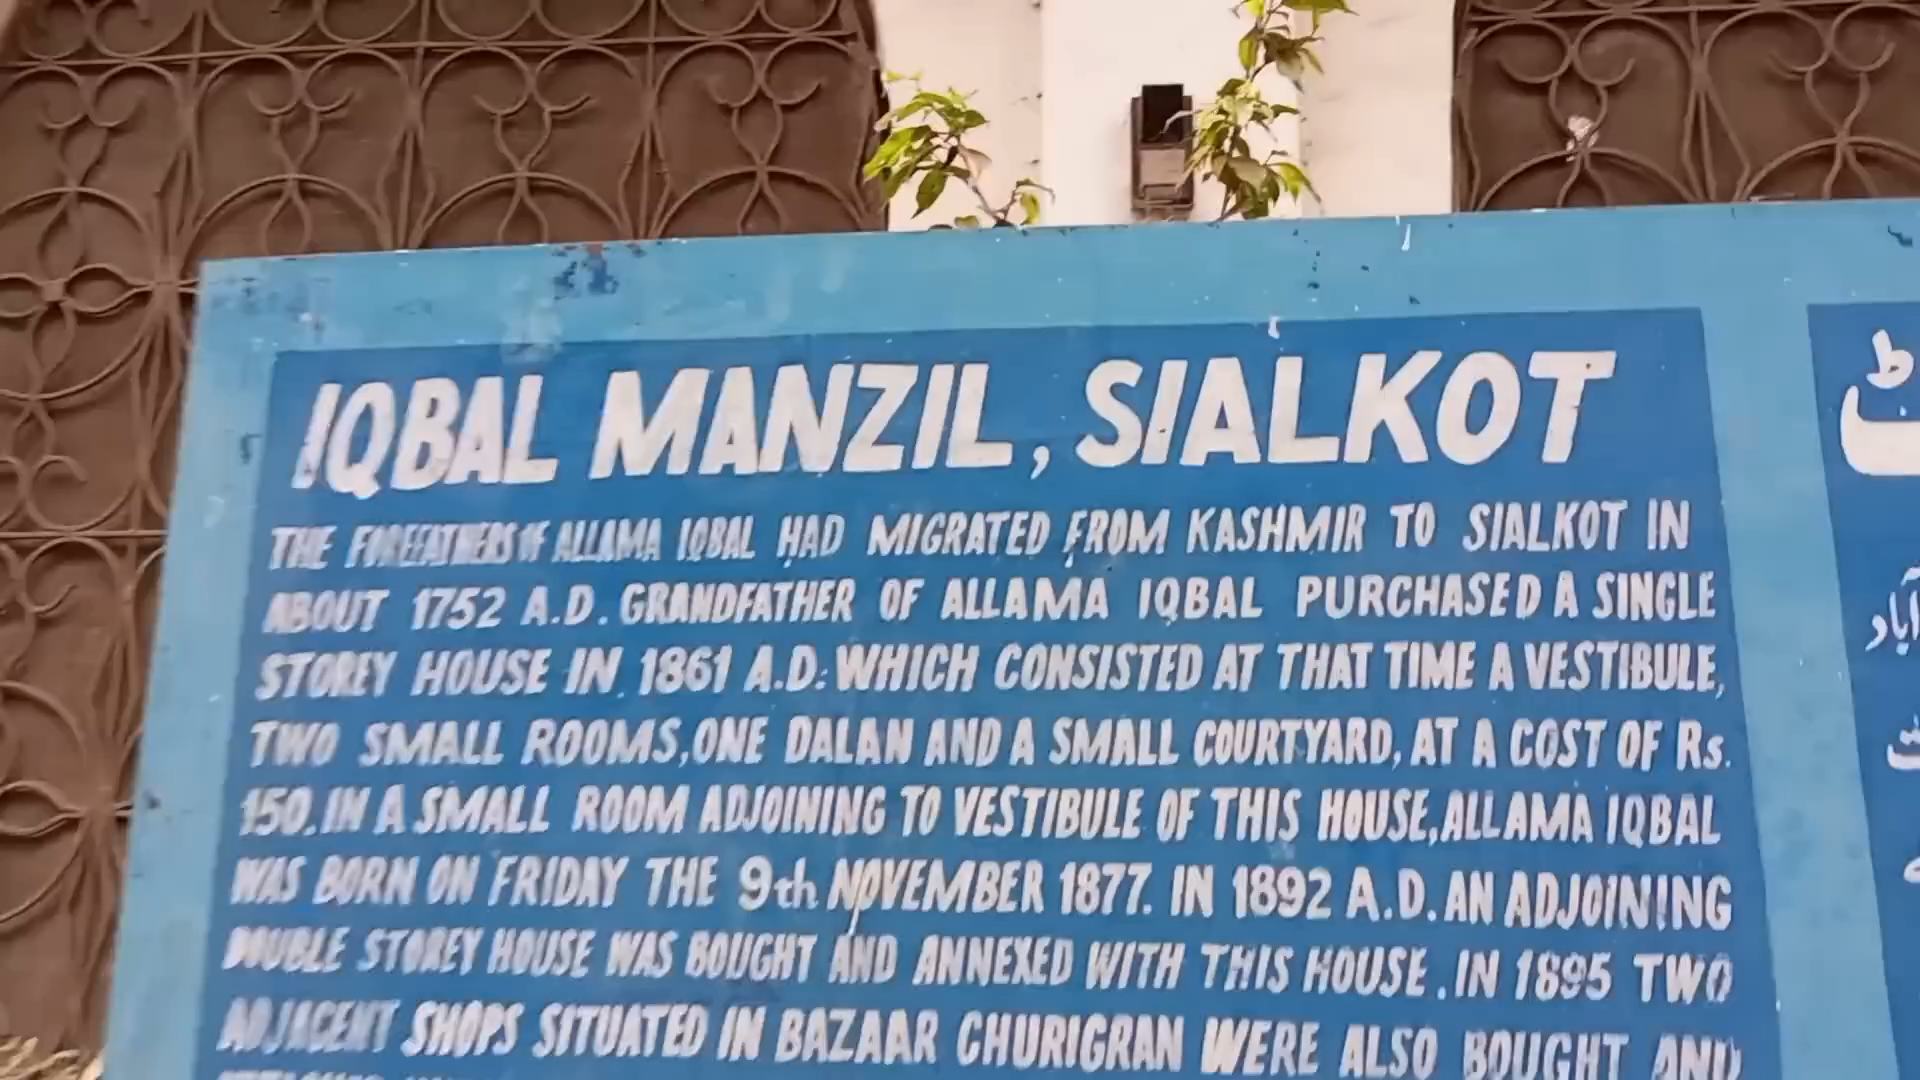 IQBAL MANZIL, SIALKOT
THE FOREFATHERS OF ALLAMA IQBAL HAD MIGRATED FROM KASHMIR TO SIALKOT IN
ABOUT 1752 A.D. GRANDFATHER OF ALLAMA IQBAL PURCHASED A SINGLE
STOREY HOUSE IN 1861 A.D: WHICH CONSISTED AT THAT TIME A VESTIBULE,
TWO SMALL ROOMS, ONE DALAN AND A SMALL COURTYARD, AT A COST OF Rs.
150. IN A SMALL ROOM ADJOINING TO VESTIBULE OF THIS HOUSE, ALLAMA IQBAL
WAS BORN ON FRIDAY THE 9th NOVEMBER 1877. IN 1892 A.D. AN ADJOINING
DOUBLE STOREY HOUSE WAS BOUGHT AND ANNEXED WITH THIS HOUSE. IN 1895 TWO
ADJACENT SHOPS SITUATED IN BAZAAR CHURIGRAN WERE ALSO BOUGHT AND